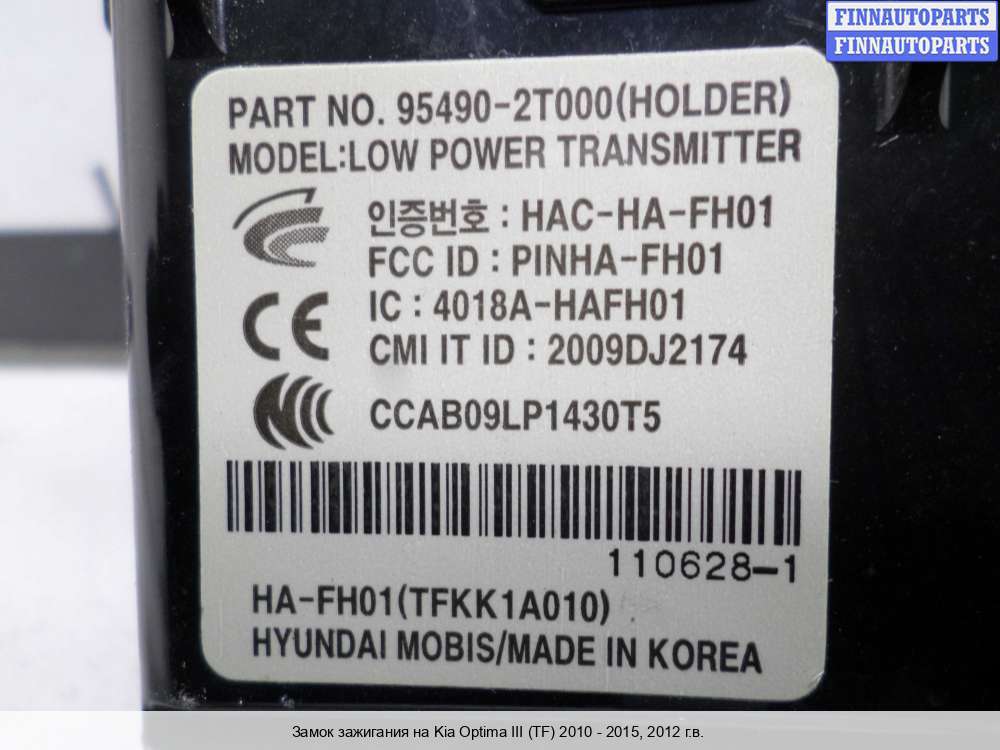 FINNAUTOPARTS
FINNAUTOPARTS
PART NO. 95490-2T000(HOLDER)
MODEL:LOW POWER TRANSMITTER
인증번호 : HAC-HA-FH01
FCC ID : PINHA-FH01
IC : 4018A-HAFH01
CMI IT ID : 2009DJ2174
CE
CCAB09LP1430T5
110628-1
HA-FH01(TFKK1A010)
HYUNDAI MOBIS/MADE IN KOREA
Замок зажигания на Kia Optima III (TF) 2010 - 2015, 2012 г.в.